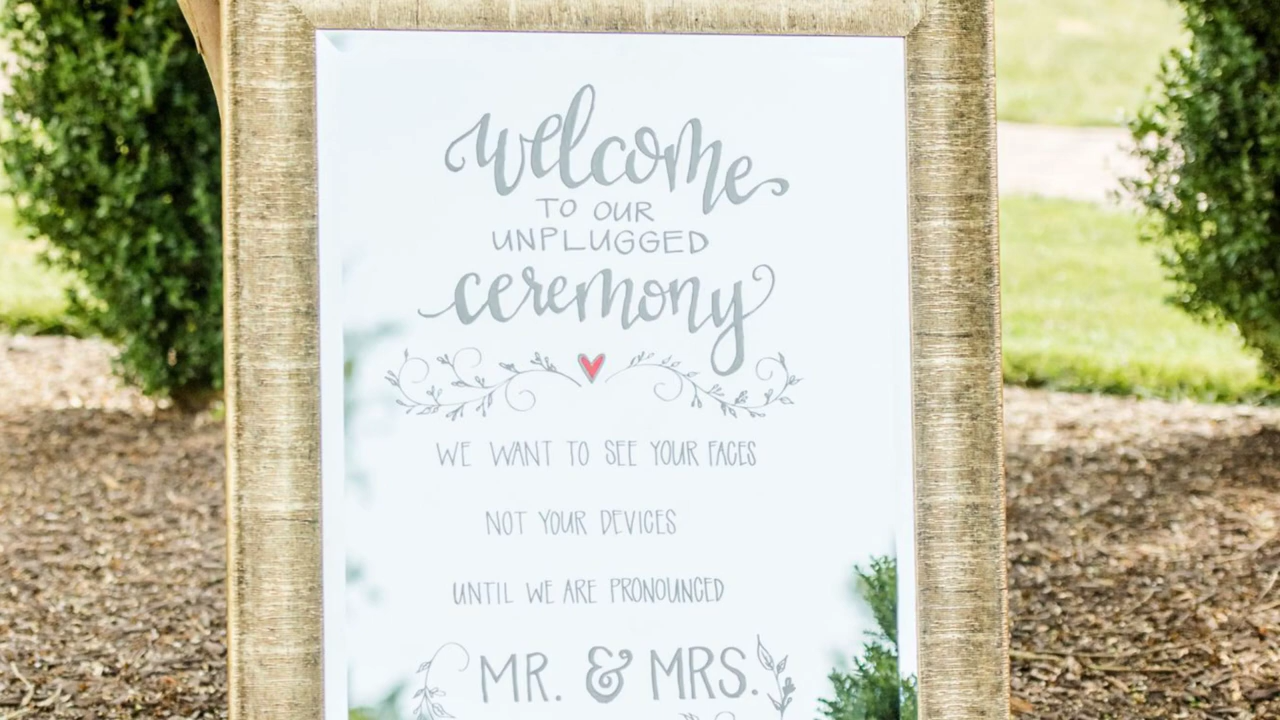 welcome
TO OUR
UNPLUGGED
ceremony
WE WANT TO SEE YOUR FACES
NOT YOUR DEVICES
UNTIL WE ARE PRONOUNCED
MR. & MRS.